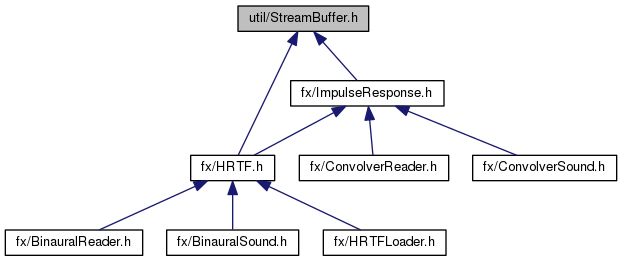 util/StreamBuffer.h
fx/ImpulseResponse.h
fx/HRTF.h
fx/ConvolverReader.h
fx/ConvolverSound.h
fx/BinauralReader.h
fx/BinauralSound.h
fx/HRTFLoader.h